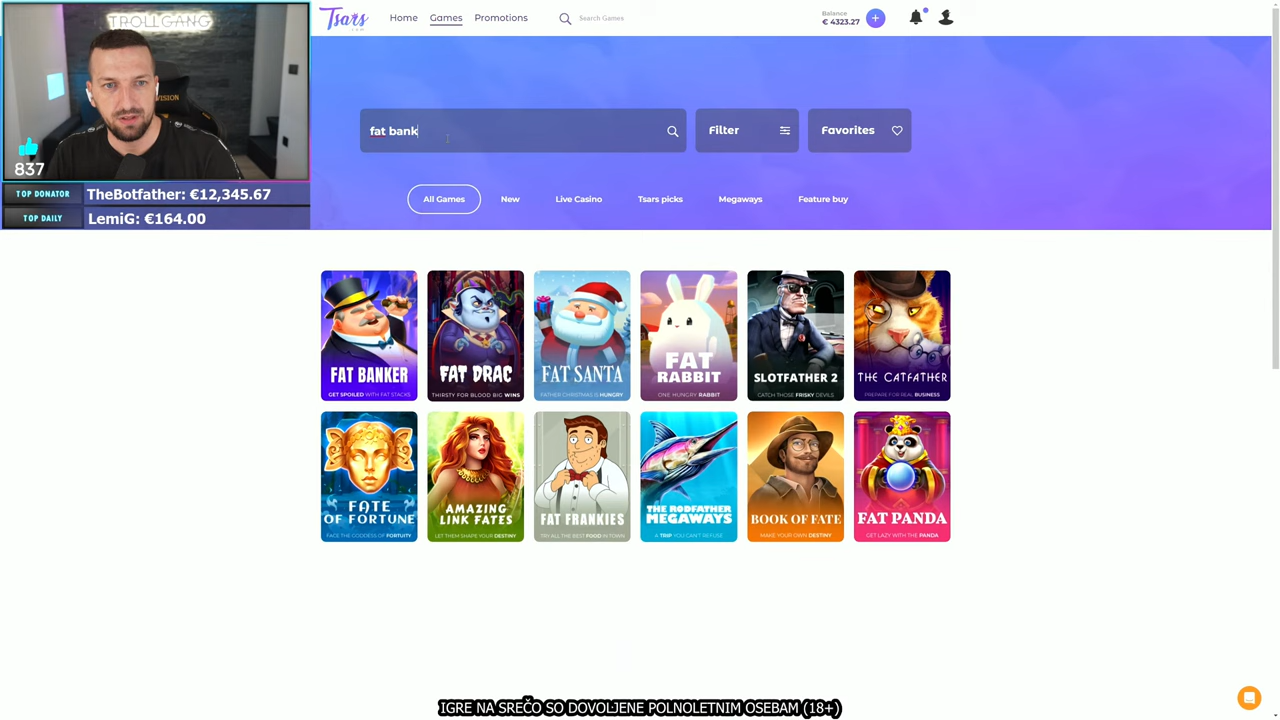 TROLLGANG
VISION
837
TOP DONATOR
TheBotfather: €12,345.67
TOP DAILY
LemiG: €164.00
Tsars
Home
Games
Promotions
Search Games
Balance
€ 4323.27
fat bank
Filter
Favorites
All Games
New
Live Casino
Tsars picks
Megaways
Feature buy
FAT BANKER
GET SPOILED WITH FAT STACKS
FAT DRAC
THIRSTY FOR BLOOD BIG WINS
FAT SANTA
FATHER CHRISTMAS IS HUNGRY
FAT
RABBIT
ONE HUNGRY RABBIT
SLOTFATHER 2
CATCH THOSE FRISKY DEVILS
THE CATFATHER
PREPARE FOR REAL BUSINESS
FATE
OF FORTUNE
FACE THE GODDESS OF FORTUITY
AMAZING
LINK FATES
LET THEM SHAPE YOUR DESTINY
FAT FRANKIES
TRY ALL THE BEST FOOD IN TOWN
THE RODFATHER
MEGAWAYS
A TRIP YOU CAN'T REFUSE
BOOK OF FATE
MAKE YOUR OWN DESTINY
FAT PANDA
GET LAZY WITH THE PANDA
IGRE NA SREČO SO DOVOLJENE POLNOLETNIM OSEBAM (18+)